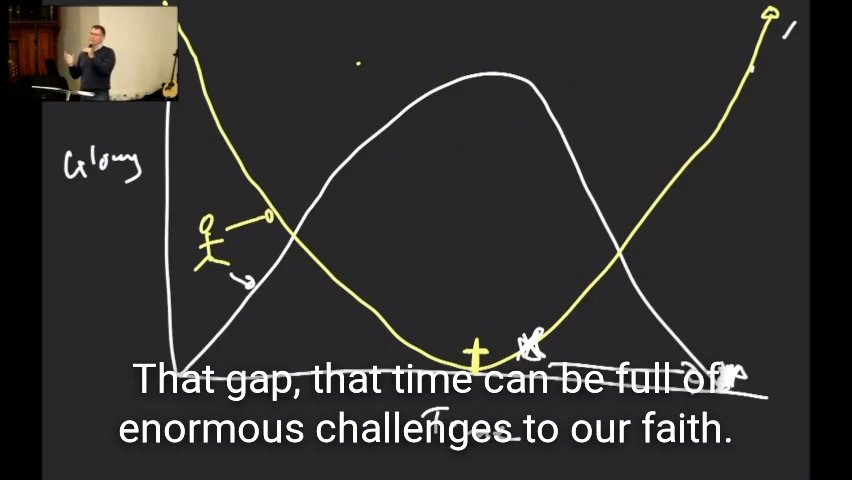 Glory
That gap, that time can be full of
enormous challenges to our faith.